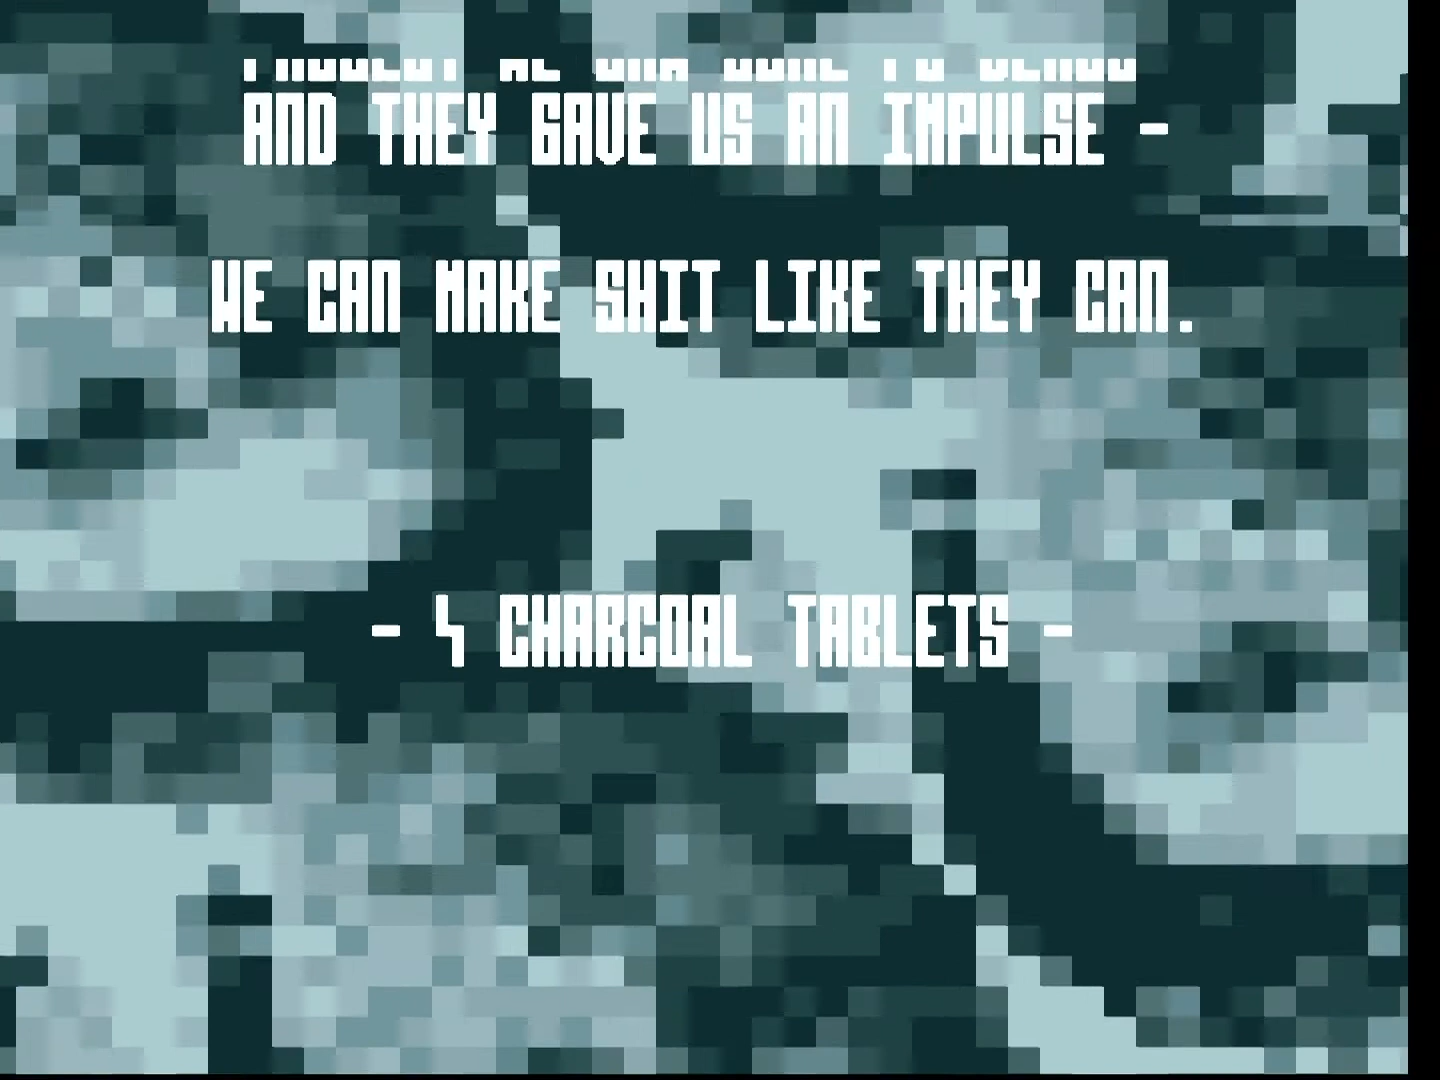 AND THEY GAVE US AN IMPULSE -
WE CAN MAKE SHIT LIKE THEY CAN.
- 4 CHARCOAL TABLETS -